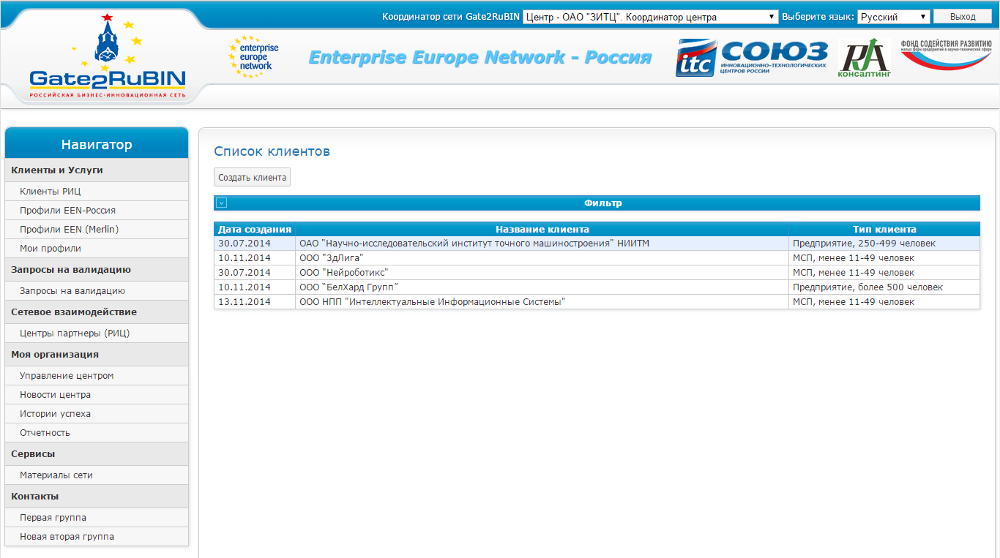 Координатор сети Gate2RuBIN Центр - ОАО "ЗИТЦ". Координатор центра Выберите язык: Русский Выход
Gate2RuBIN
РОССИЙСКАЯ БИЗНЕС-ИННОВАЦИОННАЯ СЕТЬ
enterprise
europe
network
Enterprise Europe Network - Россия
itc
СОЮЗ
ИННОВАЦИОННО-ТЕХНОЛОГИЧЕСКИХ
ЦЕНТРОВ РОССИИ
RA
КОНСАЛТИНГ
ФОНД СОДЕЙСТВИЯ РАЗВИТИЮ
малых форм предприятий в научно-технической сфере
Навигатор
Клиенты и Услуги
Клиенты РИЦ
Профили EEN-Россия
Профили EEN (Merlin)
Мои профили
Запросы на валидацию
Запросы на валидацию
Сетевое взаимодействие
Центры партнеры (РИЦ)
Моя организация
Управление центром
Новости центра
Истории успеха
Отчетность
Сервисы
Материалы сети
Контакты
Первая группа
Новая вторая группа
Список клиентов
Создать клиента
Фильтр
Дата создания Название клиента Тип клиента
30.07.2014 ОАО "Научно-исследовательский институт точного машиностроения" НИИТМ Предприятие, 250-499 человек
10.11.2014 ООО "ЗдЛига" МСП, менее 11-49 человек
30.07.2014 ООО "Нейроботикс" МСП, менее 11-49 человек
10.11.2014 ООО “БелХард Групп” Предприятие, более 500 человек
13.11.2014 ООО НПП "Интеллектуальные Информационные Системы" МСП, менее 11-49 человек